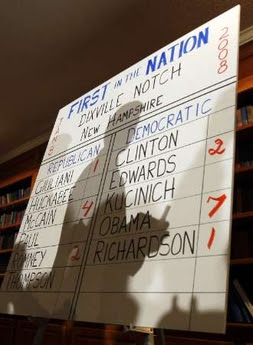 FIRST IN THE NATION
2008
DIXVILLE NOTCH
NEW HAMPSHIRE
REPUBLICAN
GIULIANI 1
HUCKABEE
McCAIN 4
PAUL
ROMNEY 2
THOMPSON
DEMOCRATIC
CLINTON
EDWARDS 2
KUCINICH
OBAMA 7
RICHARDSON 1